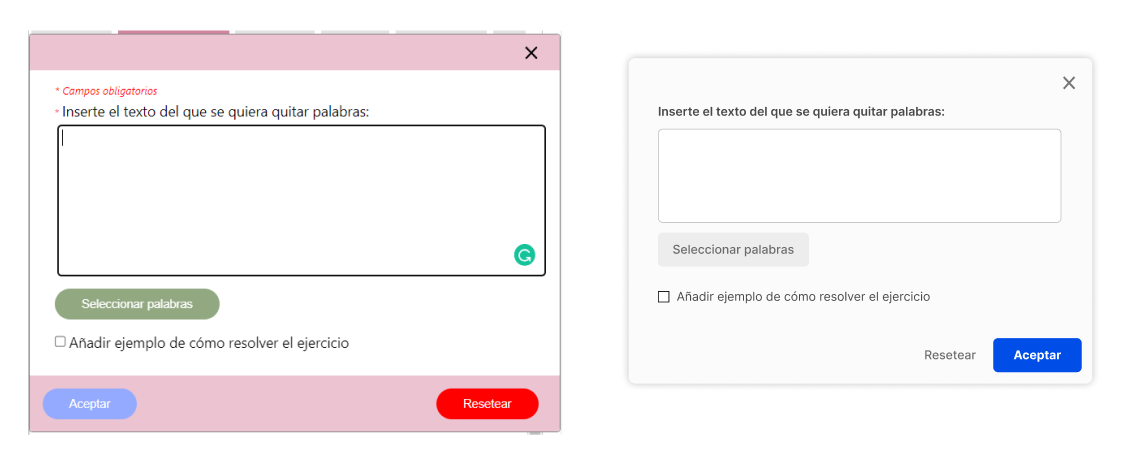 * Campos obligatorios
* Inserte el texto del que se quiera quitar palabras:
Seleccionar palabras
Añadir ejemplo de cómo resolver el ejercicio
Aceptar
Resetear
Inserte el texto del que se quiera quitar palabras:
Seleccionar palabras
Añadir ejemplo de cómo resolver el ejercicio
Resetear
Aceptar